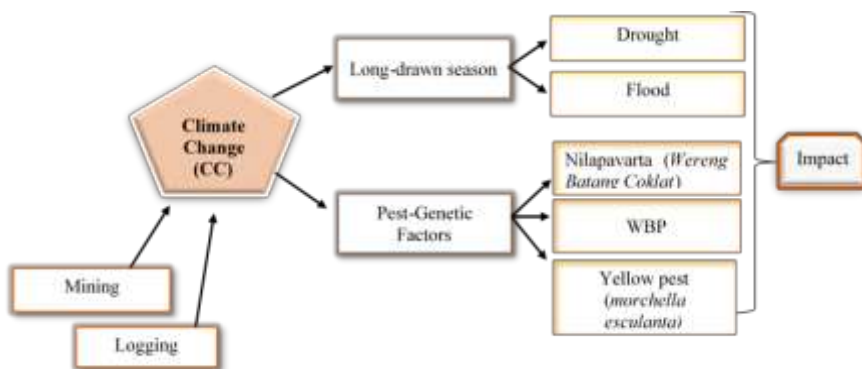 Climate
Change
(CC)
Mining
Logging
Long-drawn season
Pest-Genetic
Factors
Drought
Flood
Nilapavarta (Wereng
Batang Coklat)
WBP
Yellow pest
(morchella
esculanta)
Impact